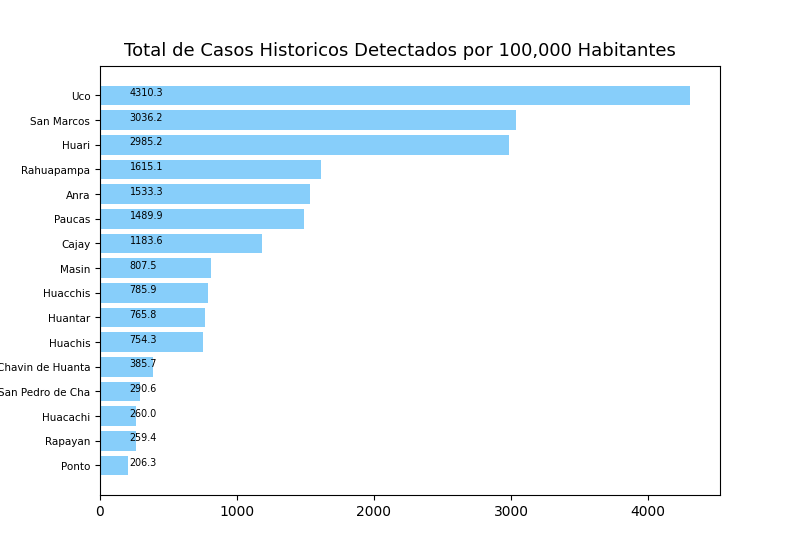 Total de Casos Historicos Detectados por 100,000 Habitantes
Uco 4310.3
San Marcos 3036.2
Huari 2985.2
Rahuapampa 1615.1
Anra 1533.3
Paucas 1489.9
Cajay 1183.6
Masin 807.5
Huacchis 785.9
Huantar 765.8
Huachis 754.3
Chavin de Huanta 385.7
San Pedro de Cha 290.6
Huacachi 260.0
Rapayan 259.4
Ponto 206.3
0 1000 2000 3000 4000